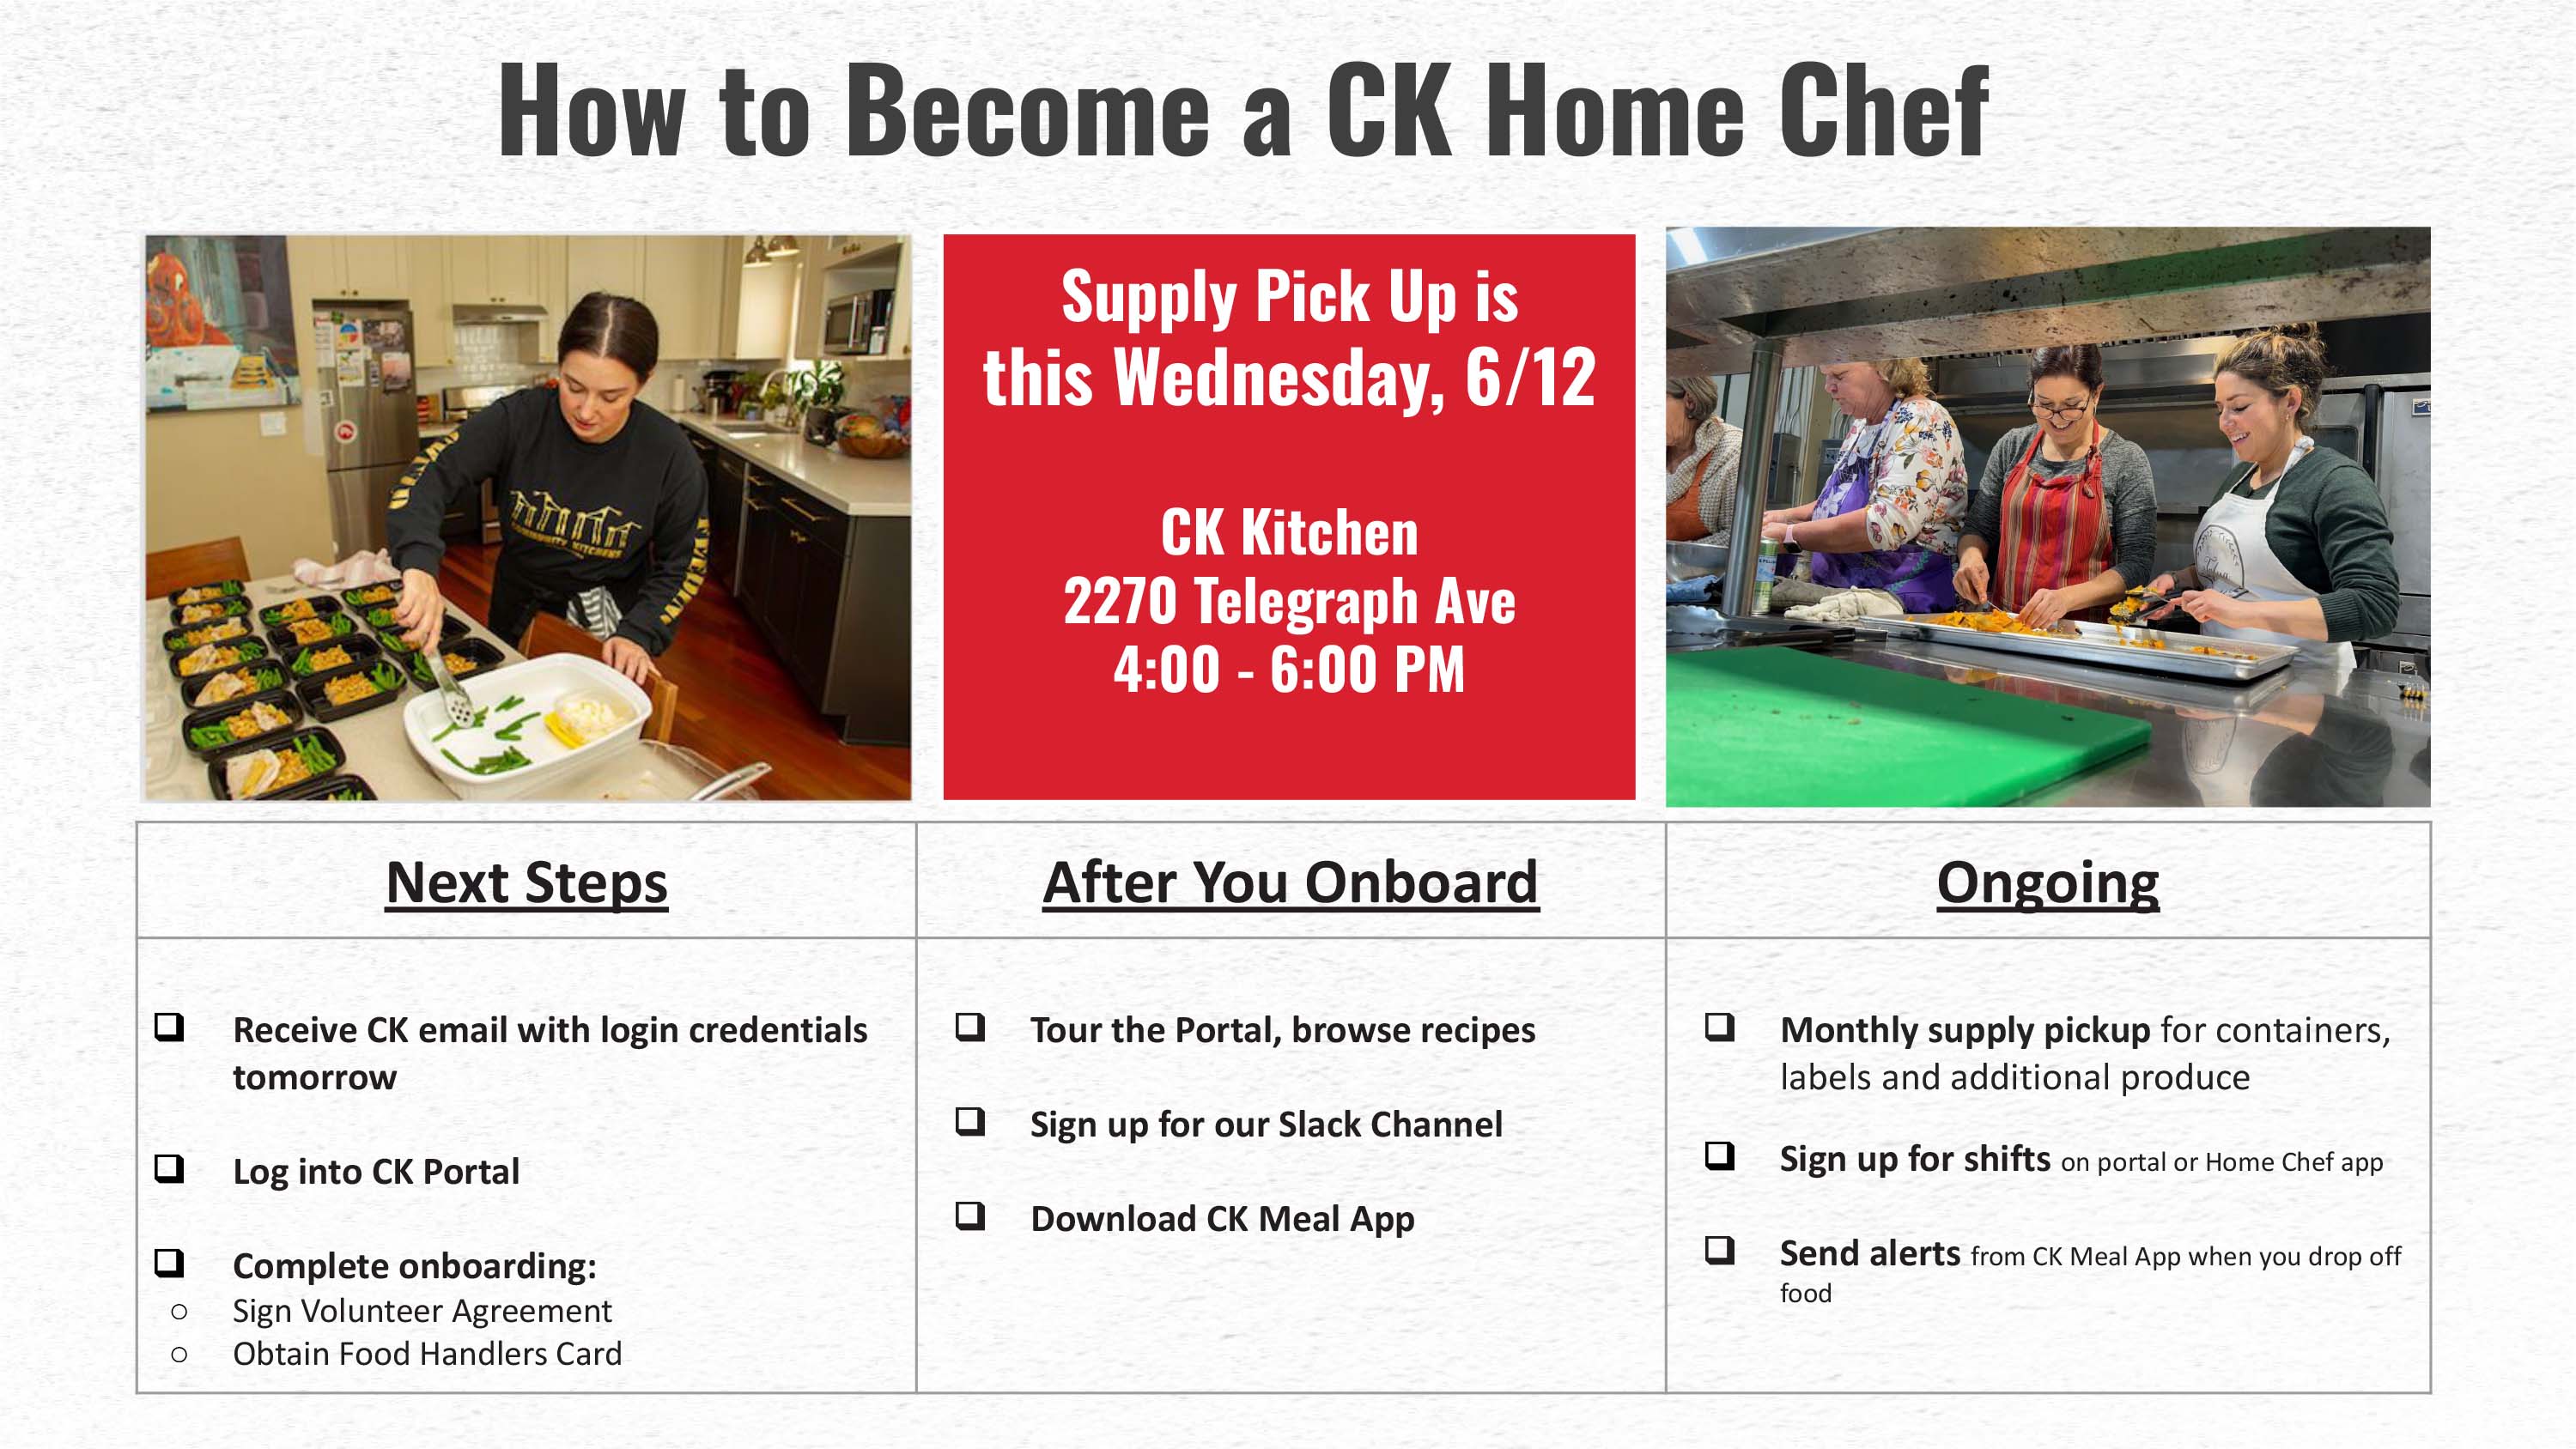 How to Become a CK Home Chef
Supply Pick Up is
this Wednesday, 6/12
CK Kitchen
2270 Telegraph Ave
4:00 - 6:00 PM
COMMUNITY KITCHENS
Next Steps
After You Onboard
Ongoing
Receive CK email with login credentials
tomorrow
Log into CK Portal
Complete onboarding:
Sign Volunteer Agreement
Obtain Food Handlers Card
Tour the Portal, browse recipes
Sign up for our Slack Channel
Download CK Meal App
Monthly supply pickup for containers,
labels and additional produce
Sign up for shifts on portal or Home Chef app
Send alerts from CK Meal App when you drop off
food